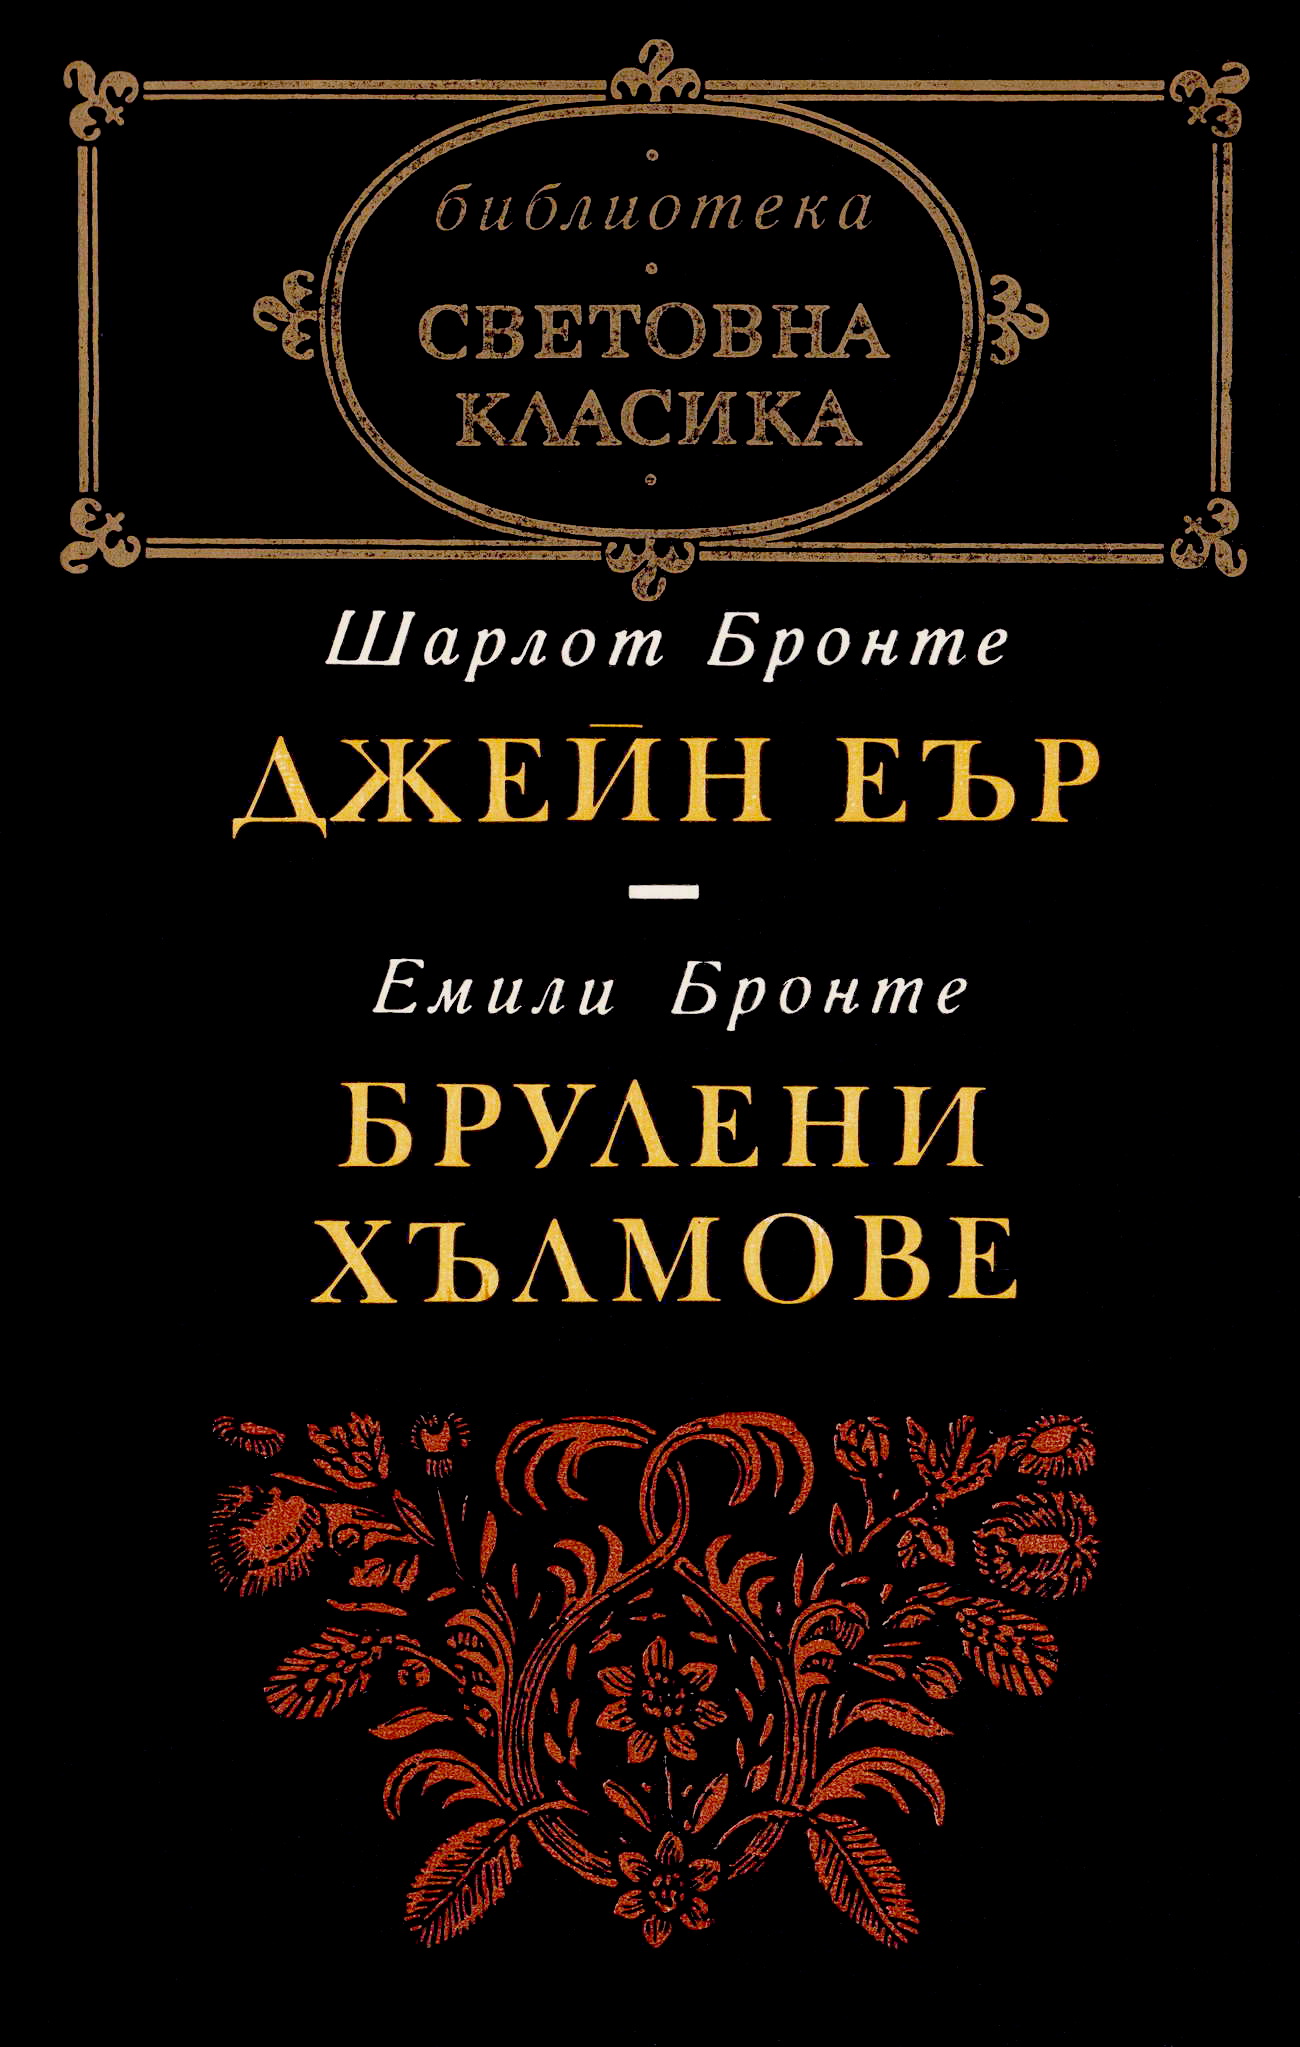 библиотека
СВЕТОВНА
КЛАСИКА
Шарлот Бронте
ДЖЕЙН ЕЪР
—
Емили Бронте
БРУЛЕНИ
ХЪЛМОВЕ